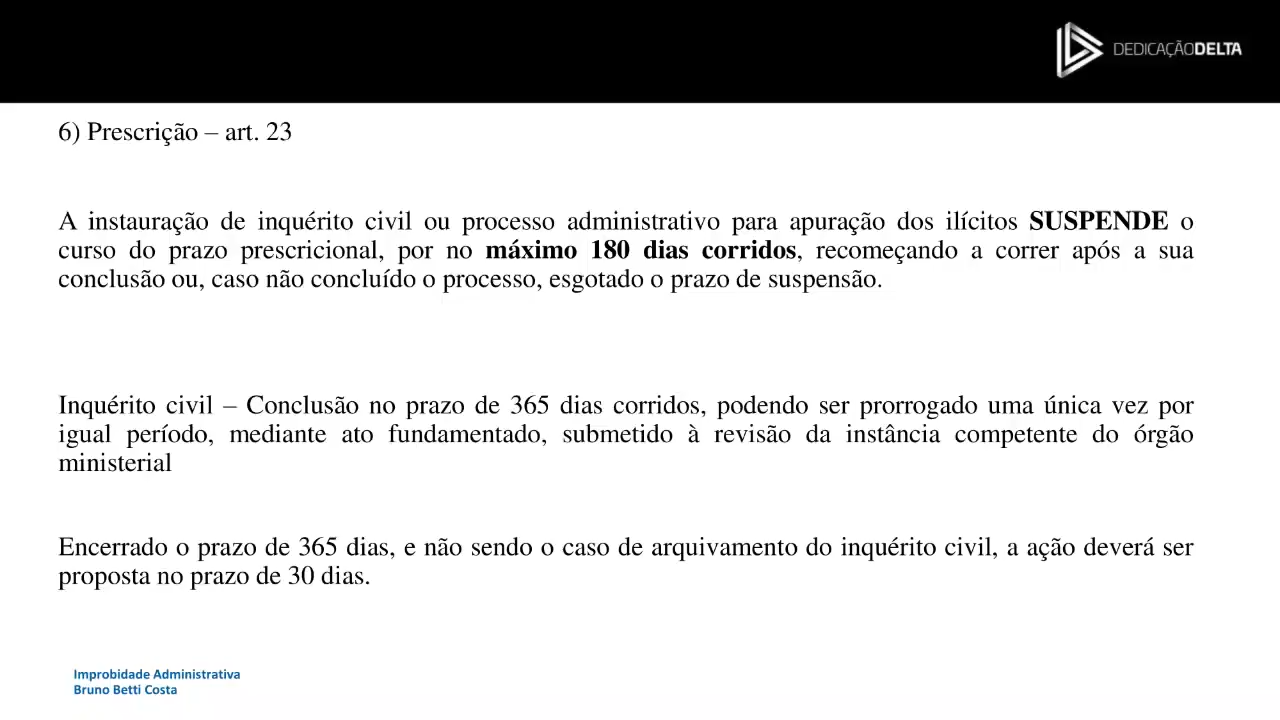 DEDICAÇÃODELTA
6) Prescrição – art. 23
A instauração de inquérito civil ou processo administrativo para apuração dos ilícitos SUSPENDE o
curso do prazo prescricional, por no máximo 180 dias corridos, recomeçando a correr após a sua
conclusão ou, caso não concluído o processo, esgotado o prazo de suspensão.
Inquérito civil – Conclusão no prazo de 365 dias corridos, podendo ser prorrogado uma única vez por
igual período, mediante ato fundamentado, submetido à revisão da instância competente do órgão
ministerial
Encerrado o prazo de 365 dias, e não sendo o caso de arquivamento do inquérito civil, a ação deverá ser
proposta no prazo de 30 dias.
Improbidade Administrativa
Bruno Betti Costa